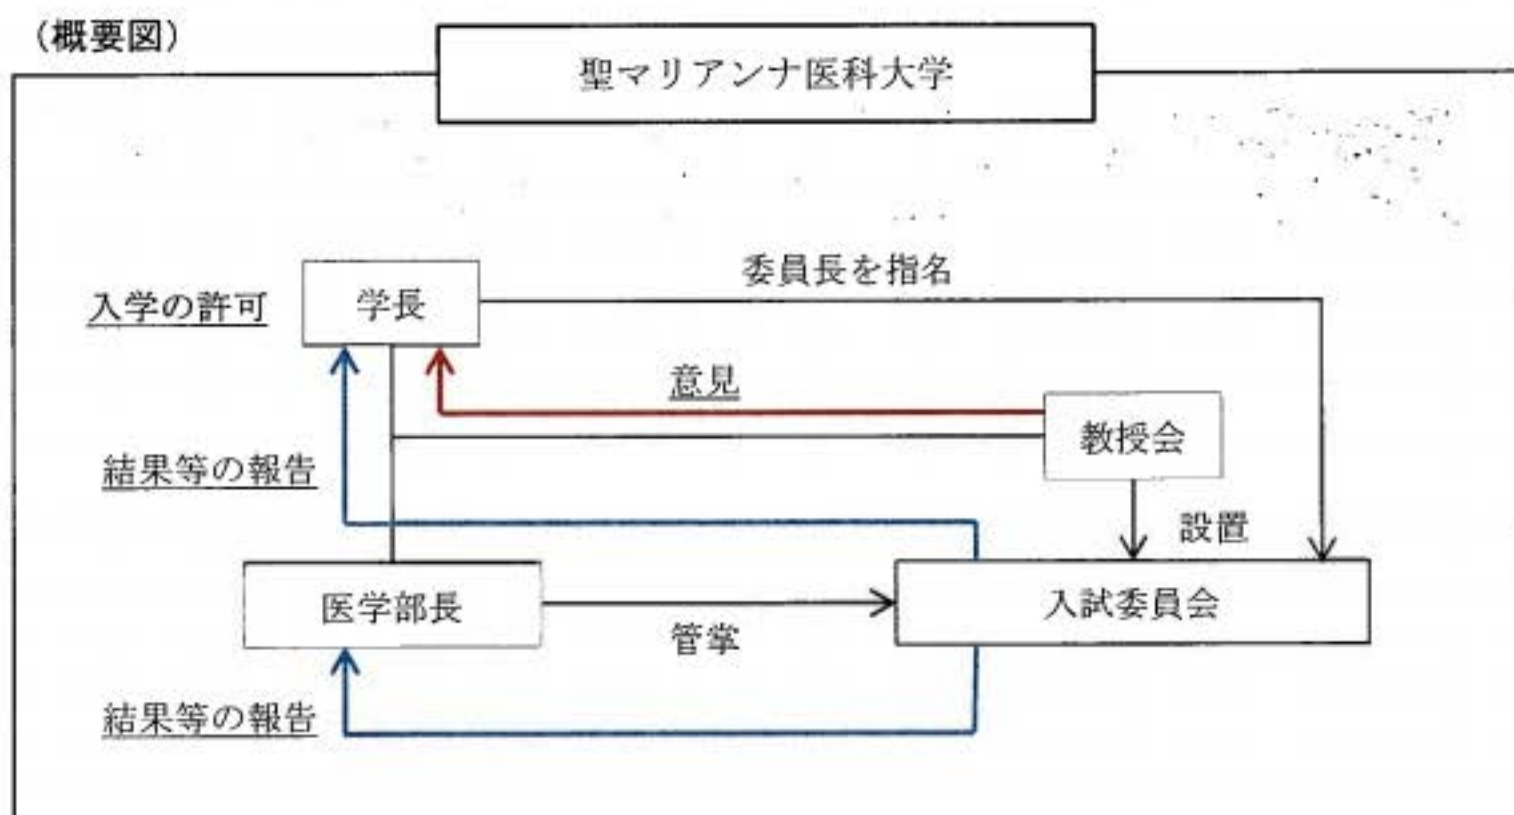 （概要図）
聖マリアンナ医科大学
委員長を指名
入学の許可
学長
意見
教授会
結果等の報告
設置
医学部長
入試委員会
管掌
結果等の報告